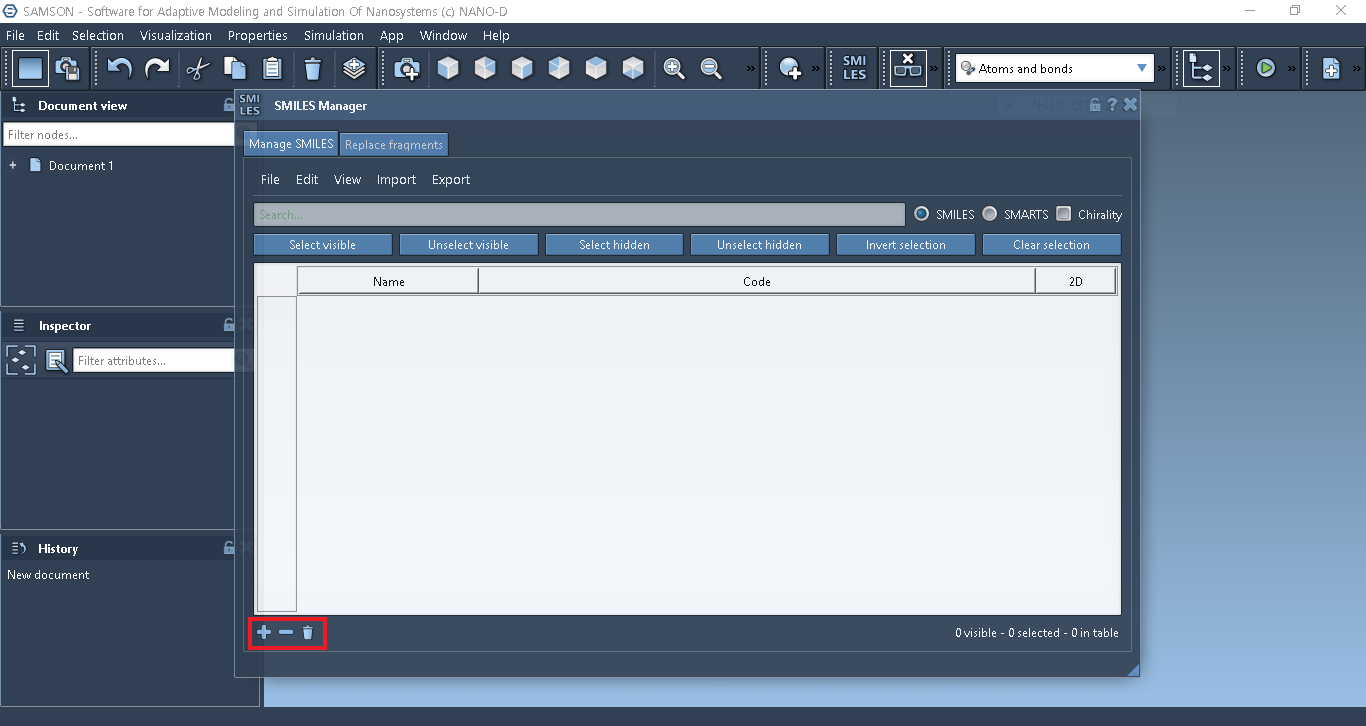 SAMSON - Software for Adaptive Modeling and Simulation Of Nanosystems (c) NANO-D
File Edit Selection Visualization Properties Simulation App Window Help
SMI
LES
Atoms and bonds
Document view
Filter nodes...
Document 1
Inspector
Filter attributes...
History
New document
SMI
LES
SMILES Manager
Manage SMILES
Replace fragments
File Edit View Import Export
Search...
SMILES SMARTS Chirality
Select visible Unselect visible Select hidden Unselect hidden Invert selection Clear selection
Name Code 2D
0 visible - 0 selected - 0 in table